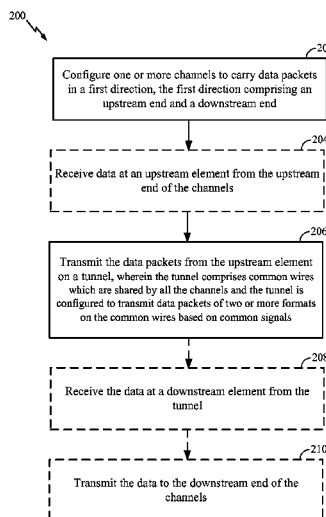 200
20
Configure one or more channels to carry data packets
in a first direction, the first direction comprising an
upstream end and a downstream end
204
Receive data at an upstream element from the upstream
end of the channels
206
Transmit the data packets from the upstream element
on a tunnel, wherein the tunnel comprises common wires
which are shared by all the channels and the tunnel is
configured to transmit data packets of two or more formats
on the common wires based on common signals
208
Receive the data at a downstream element from the
tunnel
210
Transmit the data to the downstream end of the
channels